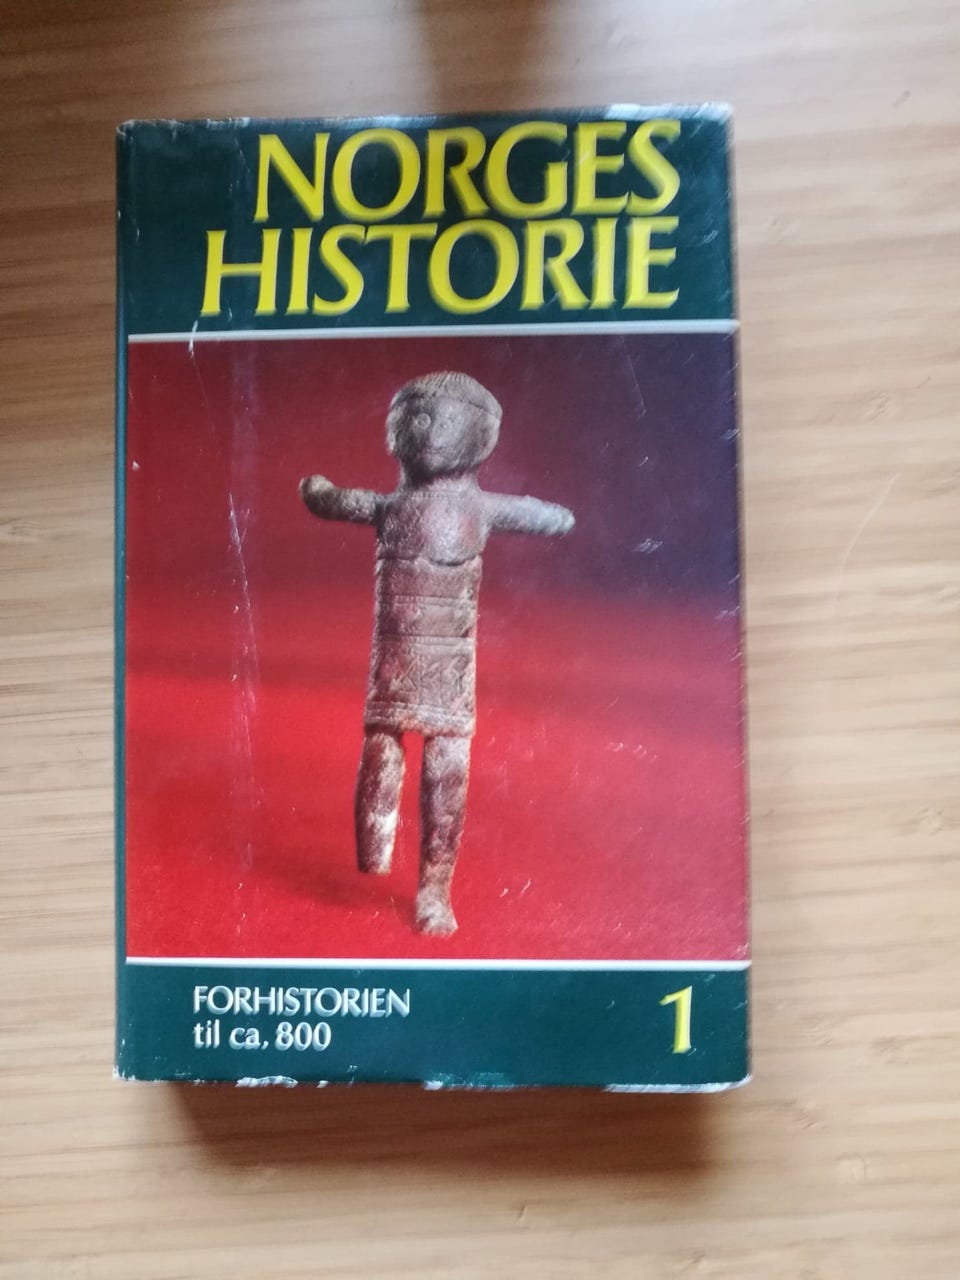 NORGES
HISTORIE
FORHISTORIEN
til ca. 800
1